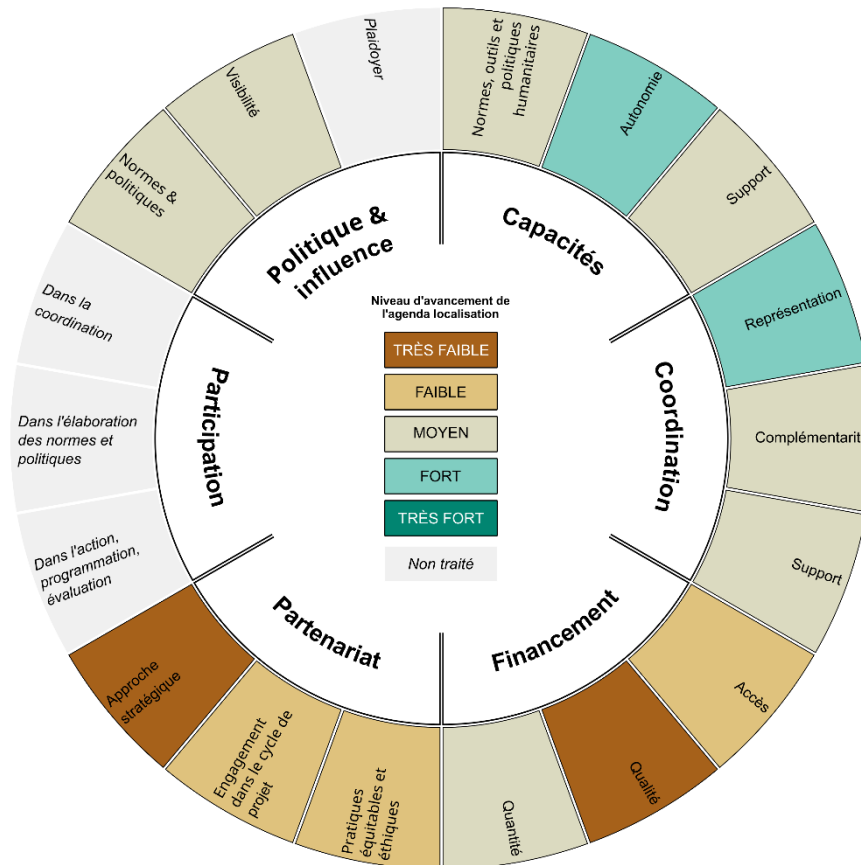 Plaidoyer
Normes, outils et
politiques
humanitaires
Visibilité
Autonomie
Normes &
politiques
Support
Politique &
influence
Capacités
Dans la
coordination
Représentation
Niveau d'avancement de
l'agenda localisation
TRÈS FAIBLE
FAIBLE
MOYEN
FORT
TRÈS FORT
Non traité
Participation
Coordination
Dans l'élaboration
des normes et
politiques
Complémentarit
Dans l'action,
programmation,
évaluation
Support
Partenariat
Financement
Approche
stratégique
Accès
Engagement
dans le cycle de
projet
Qualité
Pratiques
équitables et
éthiques
Quantité